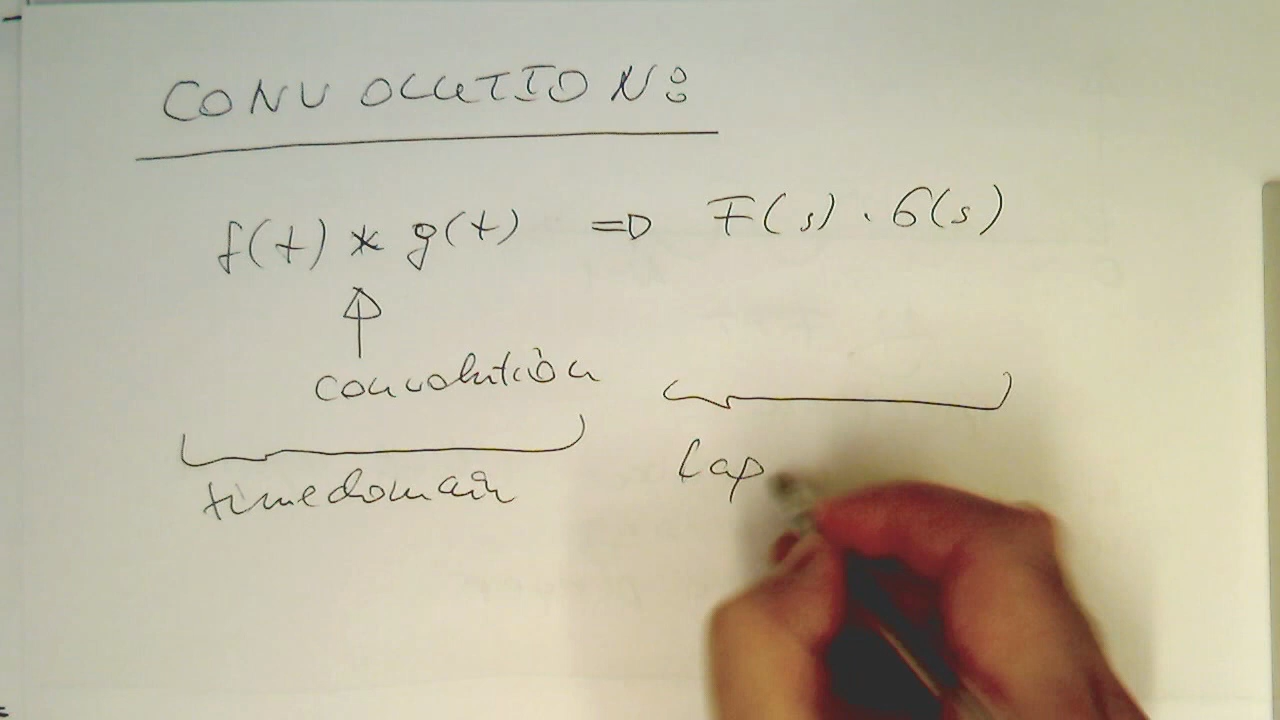 CONVOLUTION:
f(t) * g(t) => F(s) · G(s)
convolution
timedomain
Lap